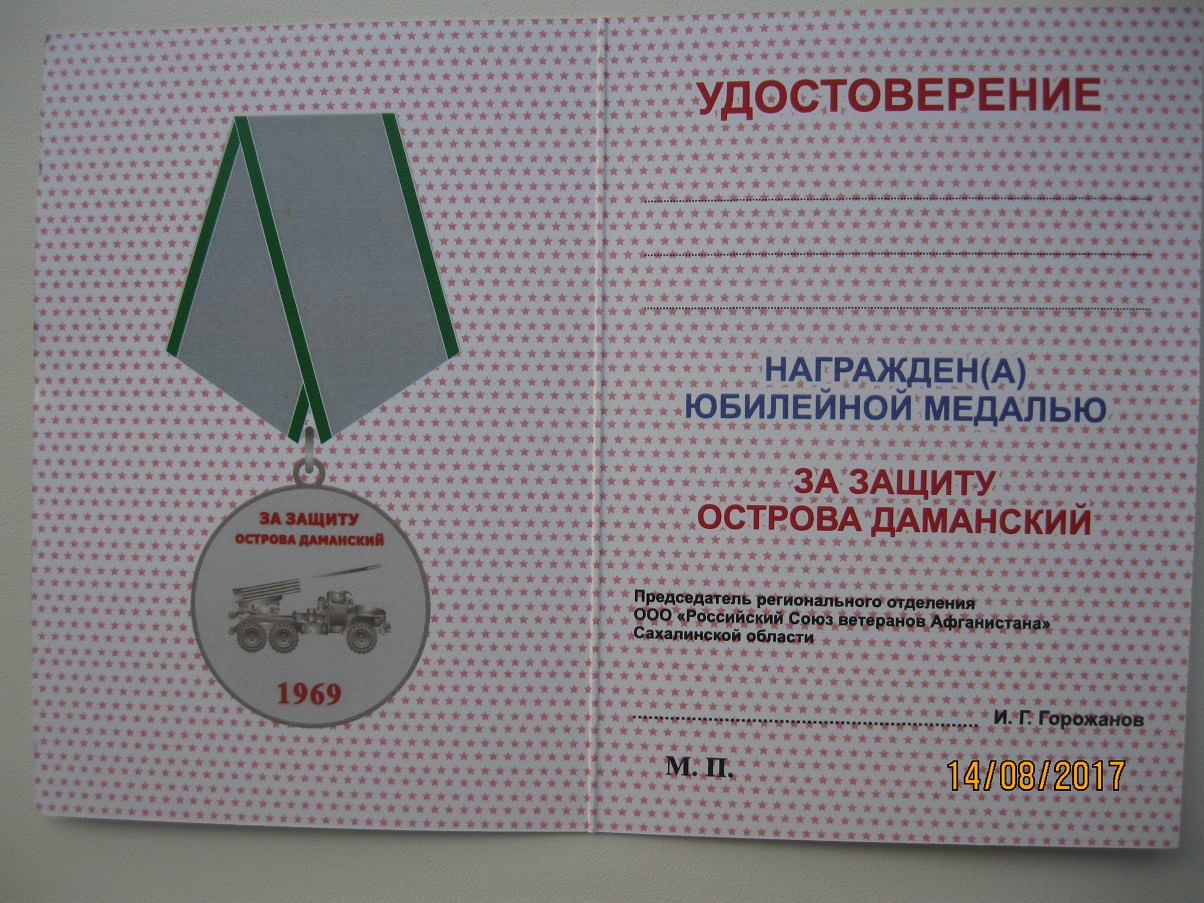 ЗА ЗАЩИТУ
ОСТРОВА ДАМАНСКИЙ
1969
УДОСТОВЕРЕНИЕ
НАГРАЖДЕН(А)
ЮБИЛЕЙНОЙ МЕДАЛЬЮ
ЗА ЗАЩИТУ
ОСТРОВА ДАМАНСКИЙ
Председатель регионального отделения
ООО «Российский Союз ветеранов Афганистана»
Сахалинской области
И. Г. Горожанов
М. П.
14/08/2017